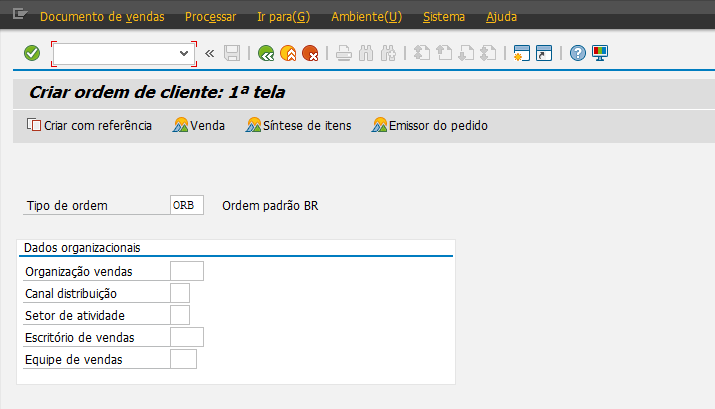 Documento de vendas Processar Ir para(G) Ambiente(U) Sistema Ajuda
Criar ordem de cliente: 1ª tela
Criar com referência Venda Síntese de itens Emissor do pedido
Tipo de ordem ORB Ordem padrão BR
Dados organizacionais
Organização vendas
Canal distribuição
Setor de atividade
Escritório de vendas
Equipe de vendas